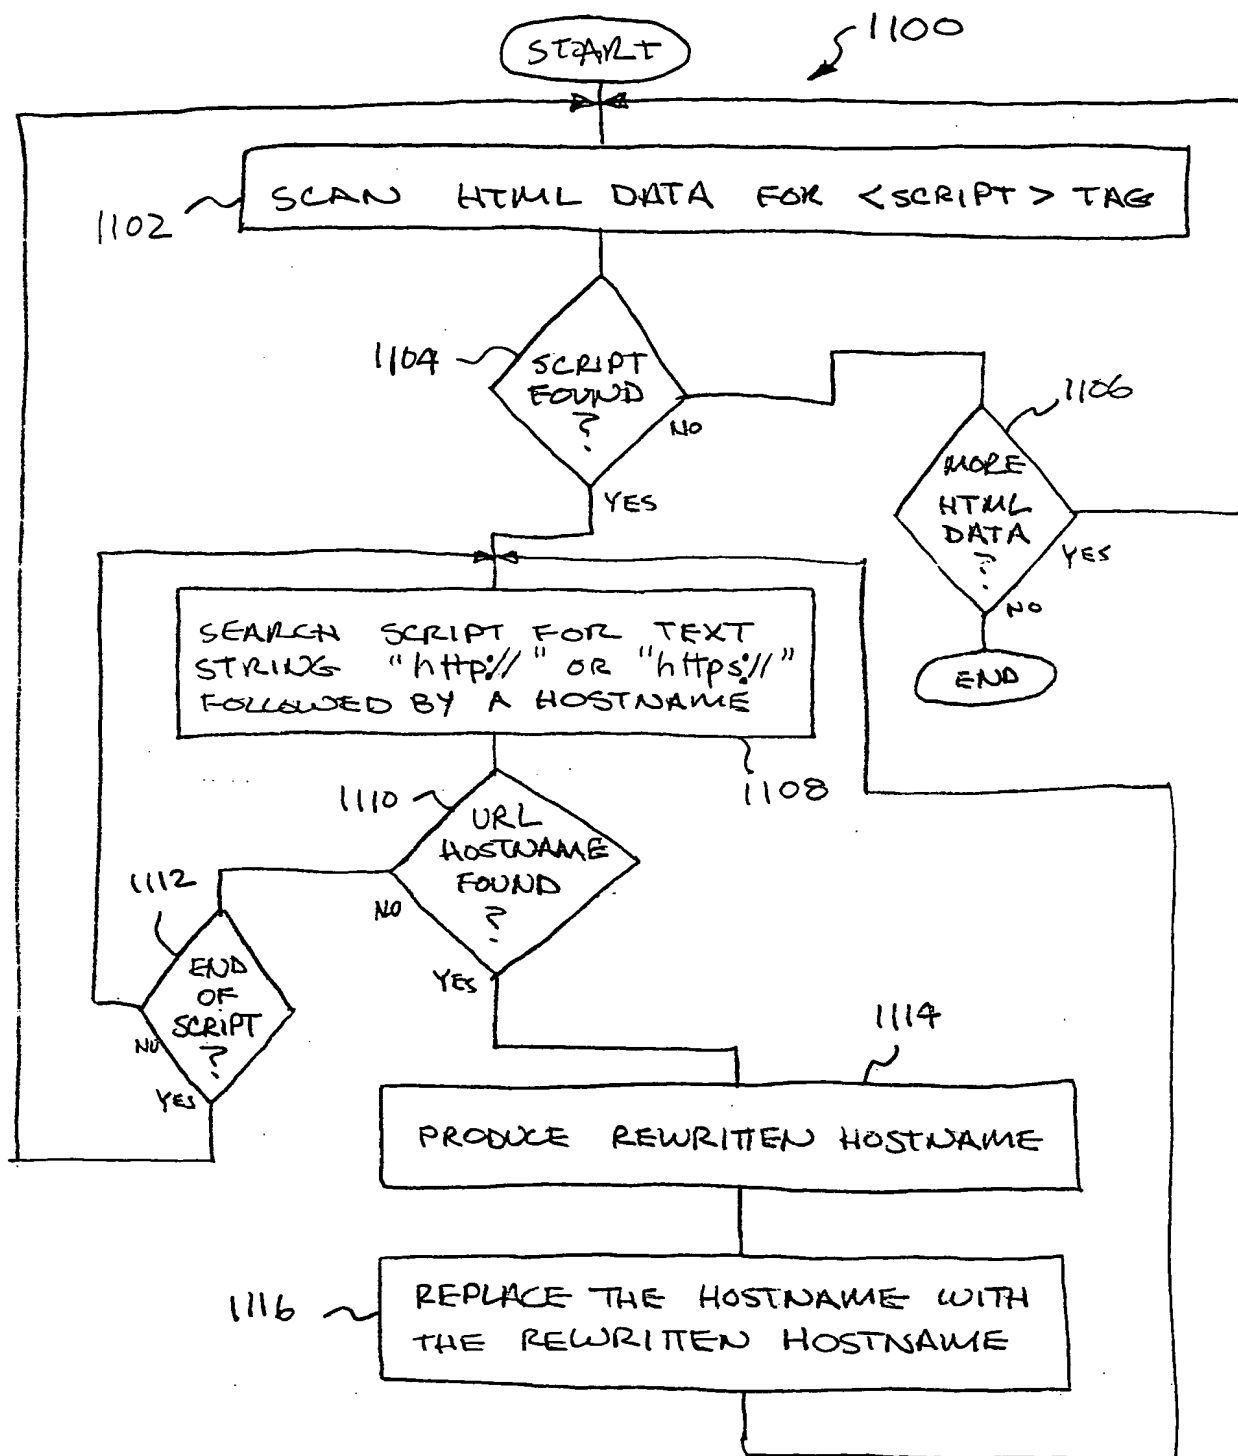 START
1100
SCAN HTML DATA FOR <SCRIPT> TAG
1102
1104
SCRIPT
FOUND
?
NO
YES
1106
MORE
HTML
DATA
?
YES
NO
END
SEARCH SCRIPT FOR TEXT
STRING "http://" OR "https://"
FOLLOWED BY A HOSTNAME
1108
1110
URL
HOSTNAME
FOUND
?
NO
YES
1112
END
OF
SCRIPT
?
NO
YES
1114
PRODUCE REWRITTEN HOSTNAME
1116
REPLACE THE HOSTNAME WITH
THE REWRITTEN HOSTNAME